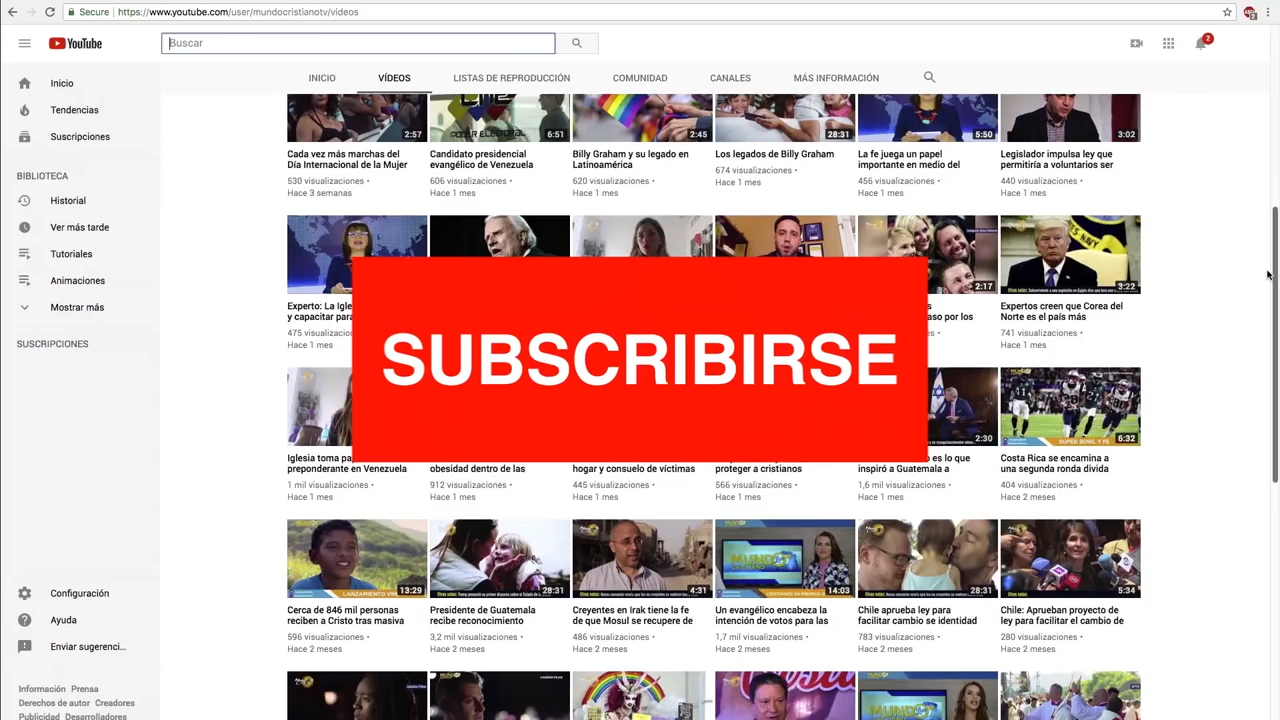 Secure
https://www.youtube.com/user/mundocristianotv/videos
YouTube
Buscar
2
INICIO
VÍDEOS
LISTAS DE REPRODUCCIÓN
COMUNIDAD
CANALES
MÁS INFORMACIÓN
Inicio
Tendencias
Suscripciones
BIBLIOTECA
Historial
Ver más tarde
Tutoriales
Animaciones
Mostrar más
SUSCRIPCIONES
Configuración
Ayuda
Enviar sugerenci...
Información Prensa
Derechos de autor Creadores
Publicidad Desarrolladores
2:57
PODER ELECTORAL
6:51
2:45
28:31
5:50
3:02
Cada vez más marchas del
Día Internacional de la Mujer
530 visualizaciones •
Hace 3 semanas
Candidato presidencial
evangélico de Venezuela
606 visualizaciones •
Hace 1 mes
Billy Graham y su legado en
Latinoamérica
620 visualizaciones •
Hace 1 mes
Los legados de Billy Graham
674 visualizaciones •
Hace 1 mes
La fe juega un papel
importante en medio del
456 visualizaciones •
Hace 1 mes
Legislador impulsa ley que
permitiría a voluntarios ser
440 visualizaciones •
Hace 1 mes
2:17
3:22
Experto: La Igle
y capacitar par
475 visualizacion
Hace 1 mes
SUBSCRIBIRSE
s
aso por los
Expertos creen que Corea del
Norte es el país más
741 visualizaciones •
Hace 1 mes
2:30
SUPER BOWL Y FE
6:32
Iglesia toma pa
preponderante en Venezuela
1 mil visualizaciones •
Hace 1 mes
obesidad dentro de las
912 visualizaciones •
Hace 1 mes
hogar y consuelo de víctimas
445 visualizaciones •
Hace 1 mes
proteger a cristianos
566 visualizaciones •
Hace 1 mes
o es lo que
inspiró a Guatemala a
1,6 mil visualizaciones •
Hace 1 mes
Costa Rica se encamina a
una segunda ronda divida
404 visualizaciones •
Hace 2 meses
13:29
28:31
4:31
MUNDO
14:03
28:31
5:34
Cerca de 846 mil personas
reciben a Cristo tras masiva
596 visualizaciones •
Hace 2 meses
Presidente de Guatemala
recibe reconocimiento
3,2 mil visualizaciones •
Hace 2 meses
Creyentes en Irak tiene la fe
de que Mosul se recupere de
486 visualizaciones •
Hace 2 meses
Un evangélico encabeza la
intención de votos para las
1,7 mil visualizaciones •
Hace 2 meses
Chile aprueba ley para
facilitar cambio se identidad
783 visualizaciones •
Hace 2 meses
Chile: Aprueban proyecto de
ley para facilitar el cambio de
280 visualizaciones •
Hace 2 meses